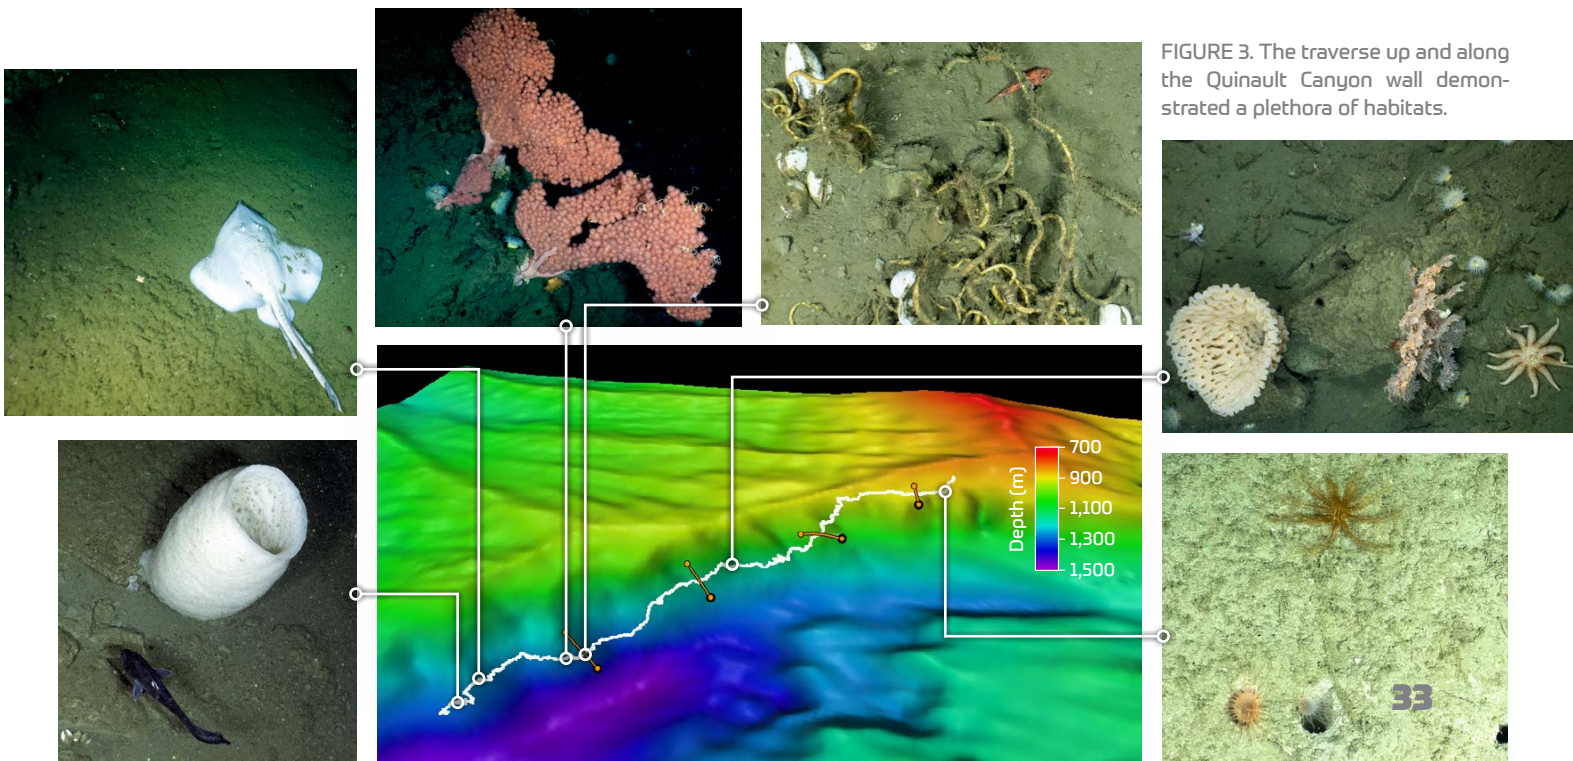 FIGURE 3. The traverse up and along
the Quinault Canyon wall demon-
strated a plethora of habitats.
Depth (m)
700
900
1,100
1,300
1,500
33